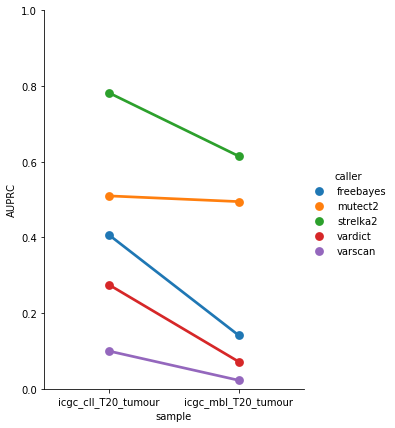 1.0
0.8
0.6
0.4
0.2
0.0
AUPRC
icgc_cll_T20_tumour
icgc_mbl_T20_tumour
sample
caller
freebayes
mutect2
strelka2
vardict
varscan